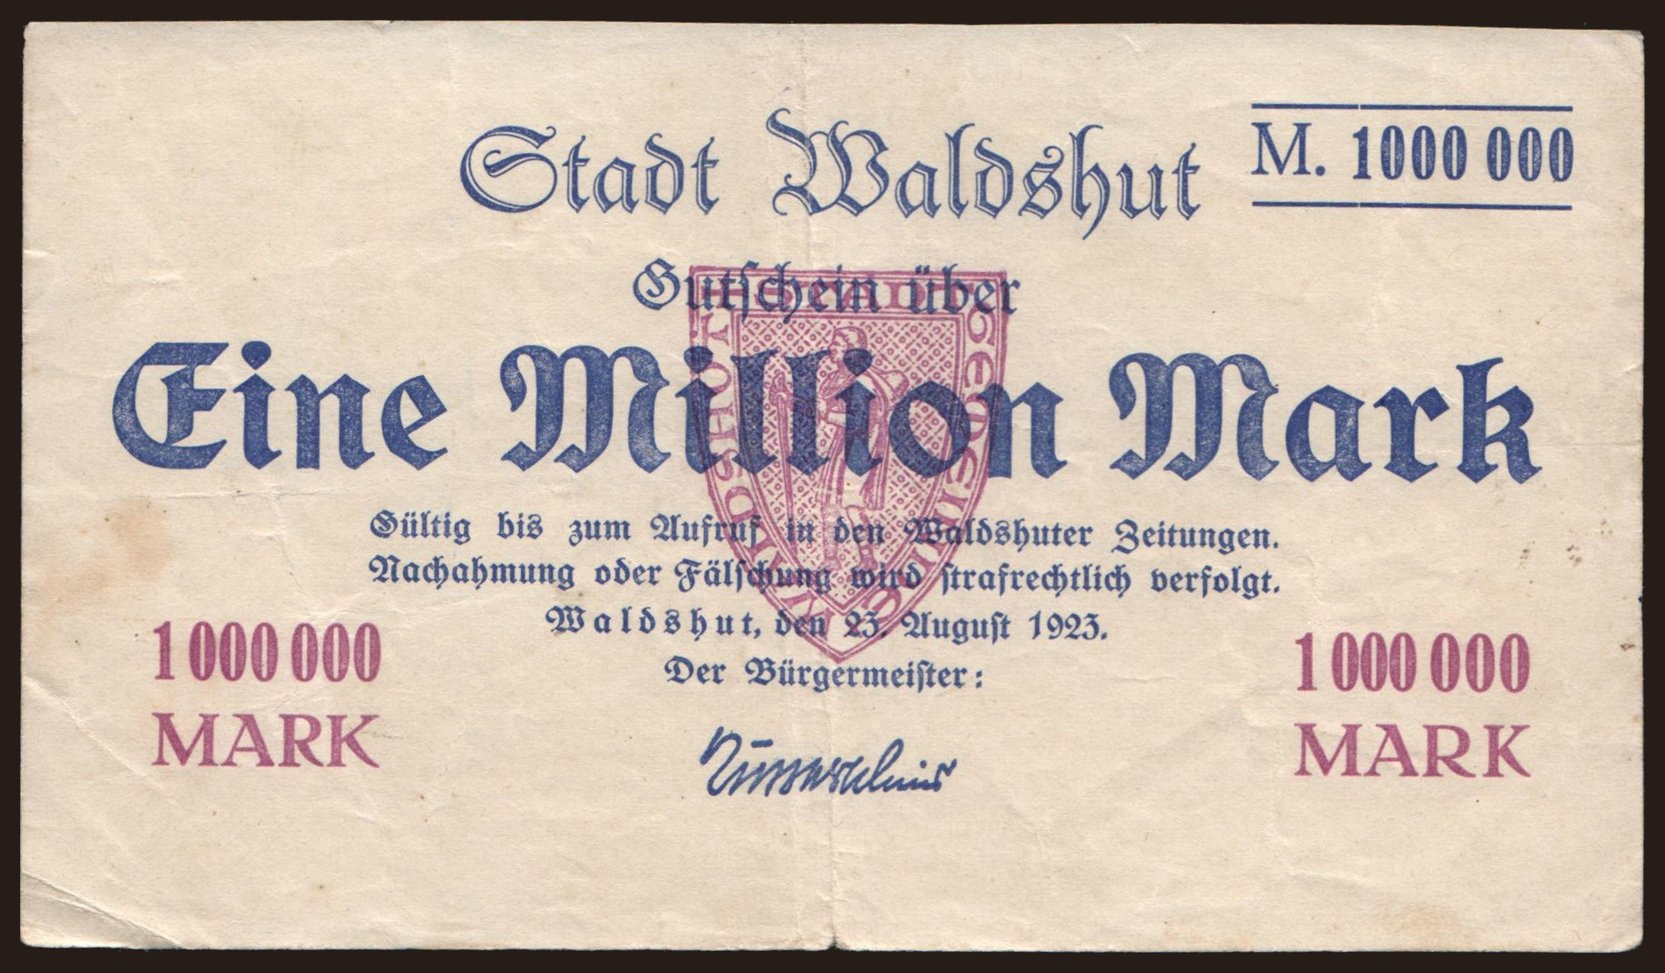 Stadt Waldshut
M. 1000 000
Gutschein über
Eine Million Mark
Gültig bis zum Aufruf in den Waldshuter Zeitungen.
Nachahmung oder Fälschung wird strafrechtlich verfolgt.
Waldshut, den 23. August 1923.
Der Bürgermeister:
1 000 000
MARK
1 000 000
MARK
STADTGEMEINDE WALDSHUT